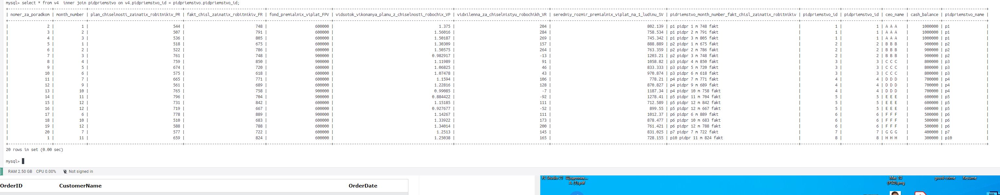 mysql> select * from v4  inner join pidpriemstvo on v4.pidpriemstvo_id = pidpriemstvo.pidpriemstvo_id;
| nomer_za_poradkom | month_number | plan_chiselnosti_zainatix_robitnikiv_PR | fakt_chisl_zainatix_robitnikiv_FR | fond_premialnix_viplat_FPV | vidsotok_vikonanya_planu_z_chiselnosti_robochix_VP | vidxilenna_za_chiselnistyu_robochikh_VR | seredniy_rozmir_premialnix_viplat_na_1_ludinu_SV | pidriemstvo_month_number_fakt_chisl_zainatix_robitnikiv | pidpriemstvo_id | pidpriemstvo_id | ceo_name | cash_balance | pidpriemstvo_name |
| 2 | 1 | 544 | 748 | 600000 | 1.375 | 204 | 802.139 | p1 pidpr 1 m 748 fakt | 1 | 1 | A A A | 1000000 | p1 |
| 3 | 2 | 507 | 791 | 600000 | 1.56016 | 284 | 758.534 | p1 pidpr 2 m 791 fakt | 1 | 1 | A A A | 1000000 | p1 |
| 4 | 3 | 536 | 805 | 600000 | 1.50187 | 269 | 745.342 | p1 pidpr 3 m 805 fakt | 1 | 1 | A A A | 1000000 | p1 |
| 5 | 1 | 518 | 675 | 600000 | 1.30309 | 157 | 888.889 | p2 pidpr 1 m 675 fakt | 2 | 2 | B B B | 900000 | p2 |
| 6 | 2 | 522 | 786 | 600000 | 1.50575 | 264 | 763.359 | p2 pidpr 2 m 786 fakt | 2 | 2 | B B B | 900000 | p2 |
| 7 | 3 | 761 | 748 | 900000 | 0.982917 | -13 | 1203.21 | p2 pidpr 3 m 748 fakt | 2 | 2 | B B B | 900000 | p2 |
| 8 | 4 | 759 | 850 | 900000 | 1.11989 | 91 | 1058.82 | p3 pidpr 4 m 850 fakt | 3 | 3 | C C C | 800000 | p3 |
| 9 | 5 | 674 | 720 | 600000 | 1.06825 | 46 | 833.333 | p3 pidpr 5 m 720 fakt | 3 | 3 | C C C | 800000 | p3 |
| 10 | 6 | 575 | 618 | 600000 | 1.07478 | 43 | 970.874 | p3 pidpr 6 m 618 fakt | 3 | 3 | C C C | 800000 | p3 |
| 11 | 7 | 665 | 771 | 600000 | 1.1594 | 106 | 778.21 | p4 pidpr 7 m 771 fakt | 4 | 4 | D D D | 700000 | p4 |
| 12 | 9 | 561 | 689 | 600000 | 1.22816 | 128 | 870.827 | p4 pidpr 9 m 689 fakt | 4 | 4 | D D D | 700000 | p4 |
| 13 | 10 | 765 | 758 | 900000 | 0.99085 | -7 | 1187.34 | p4 pidpr 10 m 758 fakt | 4 | 4 | D D D | 700000 | p4 |
| 14 | 11 | 796 | 704 | 900000 | 0.884422 | -92 | 1278.41 | p5 pidpr 11 m 704 fakt | 5 | 5 | E E E | 600000 | p5 |
| 15 | 12 | 731 | 842 | 600000 | 1.15185 | 111 | 712.589 | p5 pidpr 12 m 842 fakt | 5 | 5 | E E E | 600000 | p5 |
| 16 | 12 | 719 | 667 | 600000 | 0.927677 | -52 | 899.55 | p5 pidpr 12 m 667 fakt | 5 | 5 | E E E | 600000 | p5 |
| 17 | 6 | 778 | 889 | 900000 | 1.14267 | 111 | 1012.37 | p6 pidpr 6 m 889 fakt | 6 | 6 | F F F | 500000 | p6 |
| 18 | 10 | 510 | 683 | 600000 | 1.33922 | 173 | 878.477 | p6 pidpr 10 m 683 fakt | 6 | 6 | F F F | 500000 | p6 |
| 19 | 12 | 588 | 788 | 600000 | 1.34014 | 200 | 761.421 | p6 pidpr 12 m 788 fakt | 6 | 6 | F F F | 500000 | p6 |
| 20 | 7 | 577 | 722 | 600000 | 1.2513 | 145 | 831.025 | p7 pidpr 7 m 722 fakt | 7 | 7 | G G G | 400000 | p7 |
| 1 | 11 | 659 | 824 | 600000 | 1.25038 | 165 | 728.155 | p10 pidpr 11 m 824 fakt | 8 | 8 | H H H | 300000 | p10 |
20 rows in set (0.00 sec)
mysql>
RAM 2.50 GB CPU 0.00% Not signed in
OrderID CustomerName OrderDate
FL Studio 21 Щоденник... А. (1).pdf
Mac 10 (PSD).png
good-crime Resume
PSD